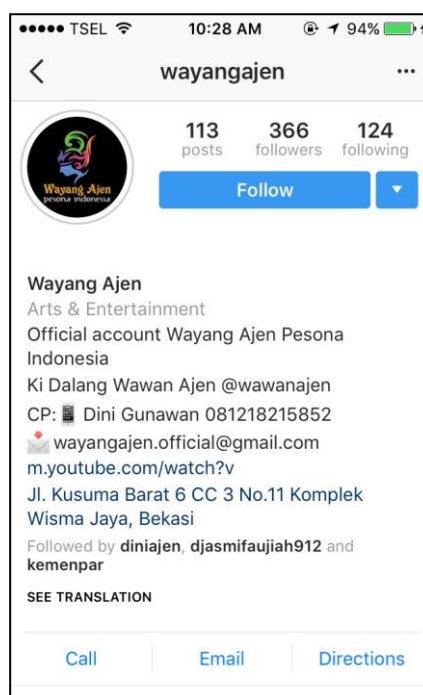 TSEL 10:28 AM 94%
wayangajen
113 366 124
posts followers following
Follow
Wayang Ajen
pesona indonesia
Wayang Ajen
Arts & Entertainment
Official account Wayang Ajen Pesona
Indonesia
Ki Dalang Wawan Ajen @wawanajen
CP: Dini Gunawan 081218215852
wayangajen.official@gmail.com
m.youtube.com/watch?v
Jl. Kusuma Barat 6 CC 3 No.11 Komplek
Wisma Jaya, Bekasi
Followed by diniajen, djasmifaujiah912 and
kemenpar
SEE TRANSLATION
Call Email Directions